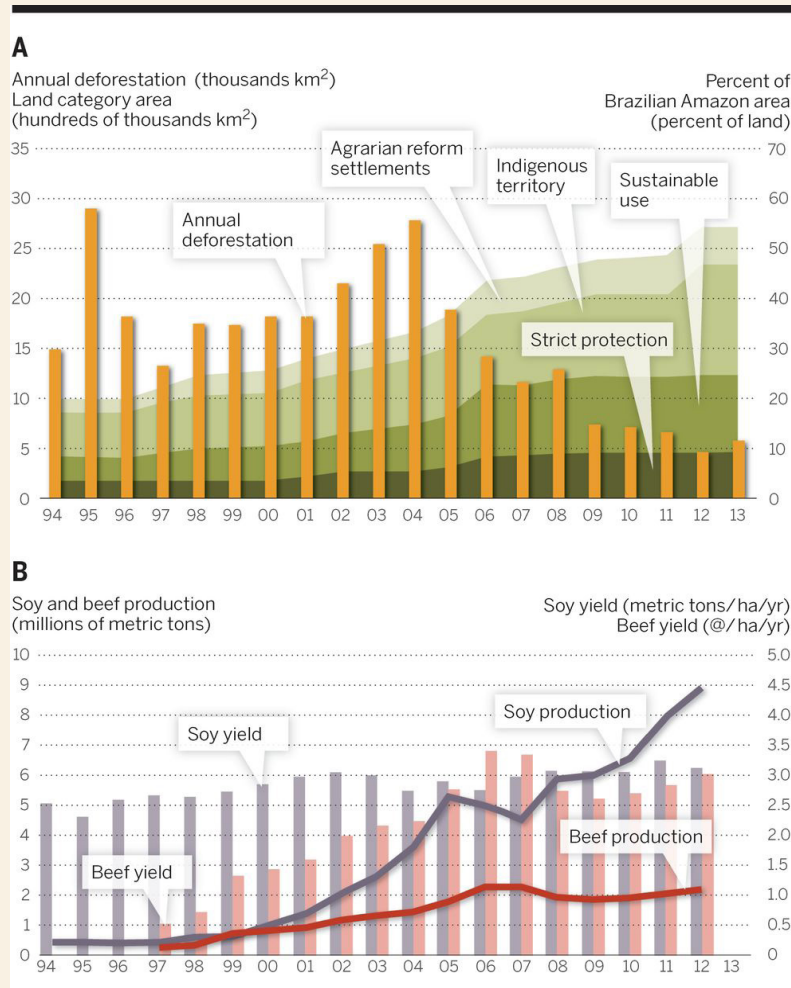 A
Annual deforestation (thousands km²)
Land category area
(hundreds of thousands km²)
Percent of
Brazilian Amazon area
(percent of land)
35
70
Agrarian reform
settlements
Indigenous
territory
Sustainable
use
30
60
Annual
deforestation
25
50
20
40
Strict protection
15
30
10
20
5
10
0
0
94 95 96 97 98 99 00 01 02 03 04 05 06 07 08 09 10 11 12 13
B
Soy and beef production
(millions of metric tons)
Soy yield (metric tons/ha/yr)
Beef yield (@/ha/yr)
10
5.0
9
4.5
Soy production
8
4.0
Soy yield
7
3.5
6
3.0
5
2.5
4
2.0
Beef production
3
1.5
Beef yield
2
1.0
1
0.5
0
0
94 95 96 97 98 99 00 01 02 03 04 05 06 07 08 09 10 11 12 13